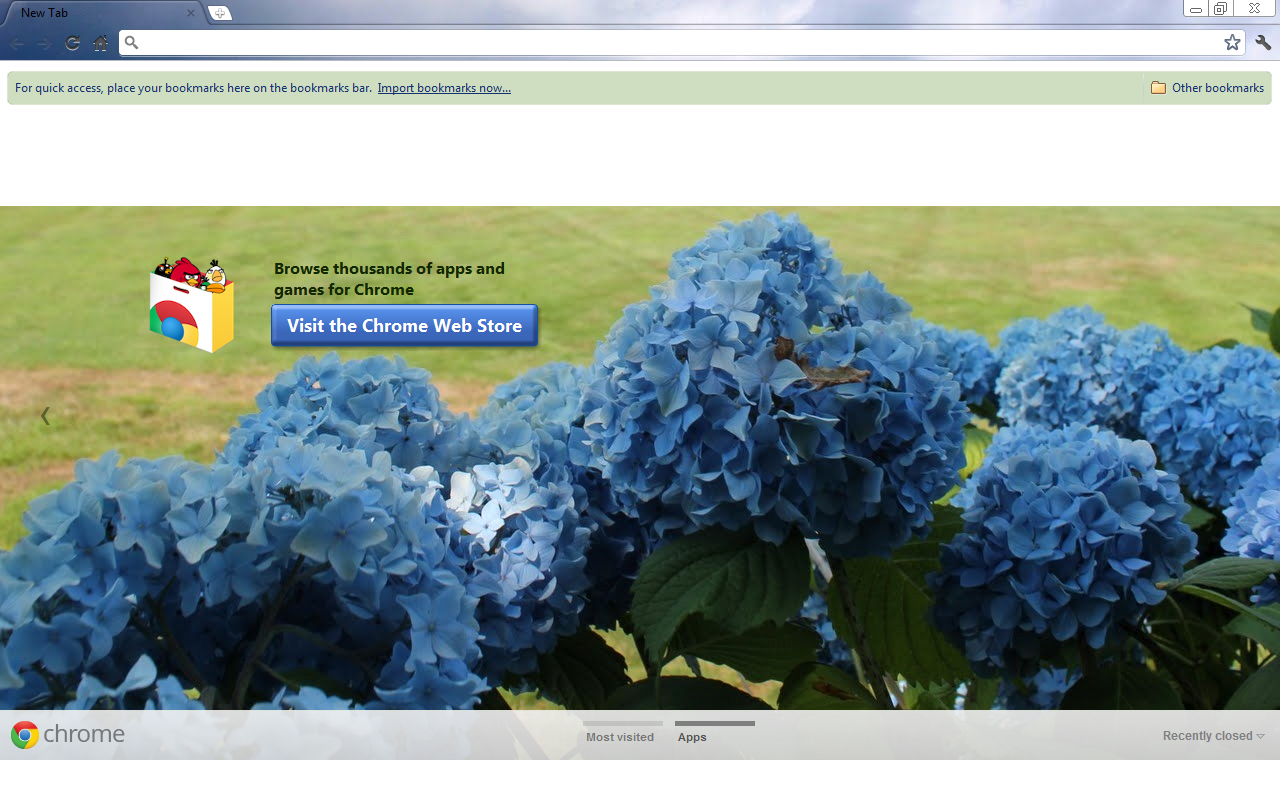 New Tab
For quick access, place your bookmarks here on the bookmarks bar. Import bookmarks now...
Other bookmarks
Browse thousands of apps and
games for Chrome
Visit the Chrome Web Store
chrome
Most visited
Apps
Recently closed